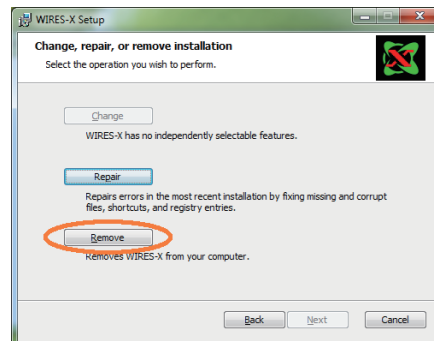 WIRES-X Setup
Change, repair, or remove installation
Select the operation you wish to perform.
X
Change
WIRES-X has no independently selectable features.
Repair
Repairs errors in the most recent installation by fixing missing and corrupt
files, shortcuts, and registry entries.
Remove
Removes WIRES-X from your computer.
Back Next Cancel